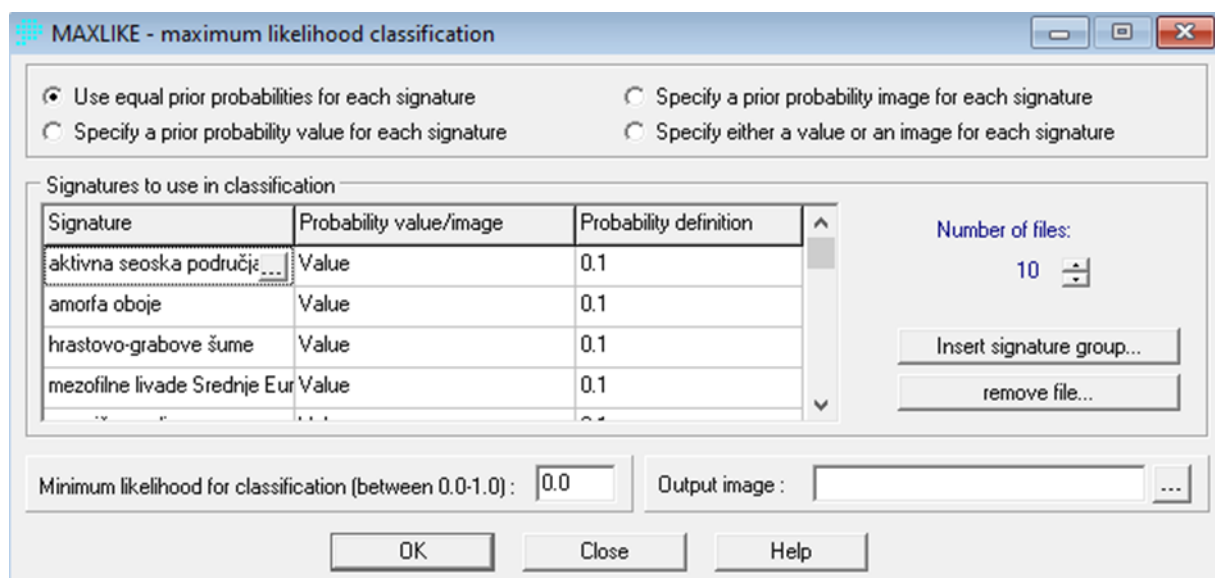 MAXLIKE - maximum likelihood classification
Use equal prior probabilities for each signature
Specify a prior probability image for each signature
Specify a prior probability value for each signature
Specify either a value or an image for each signature
Signatures to use in classification
Signature Probability value/image Probability definition
aktivna seoska područja... Value 0.1
amorfa oboje Value 0.1
hrastovo-grabove šume Value 0.1
mezofilne livade Srednje Eur Value 0.1
Number of files:
10
Insert signature group...
remove file...
Minimum likelihood for classification (between 0.0-1.0) : 0.0
Output image : ...
OK Close Help